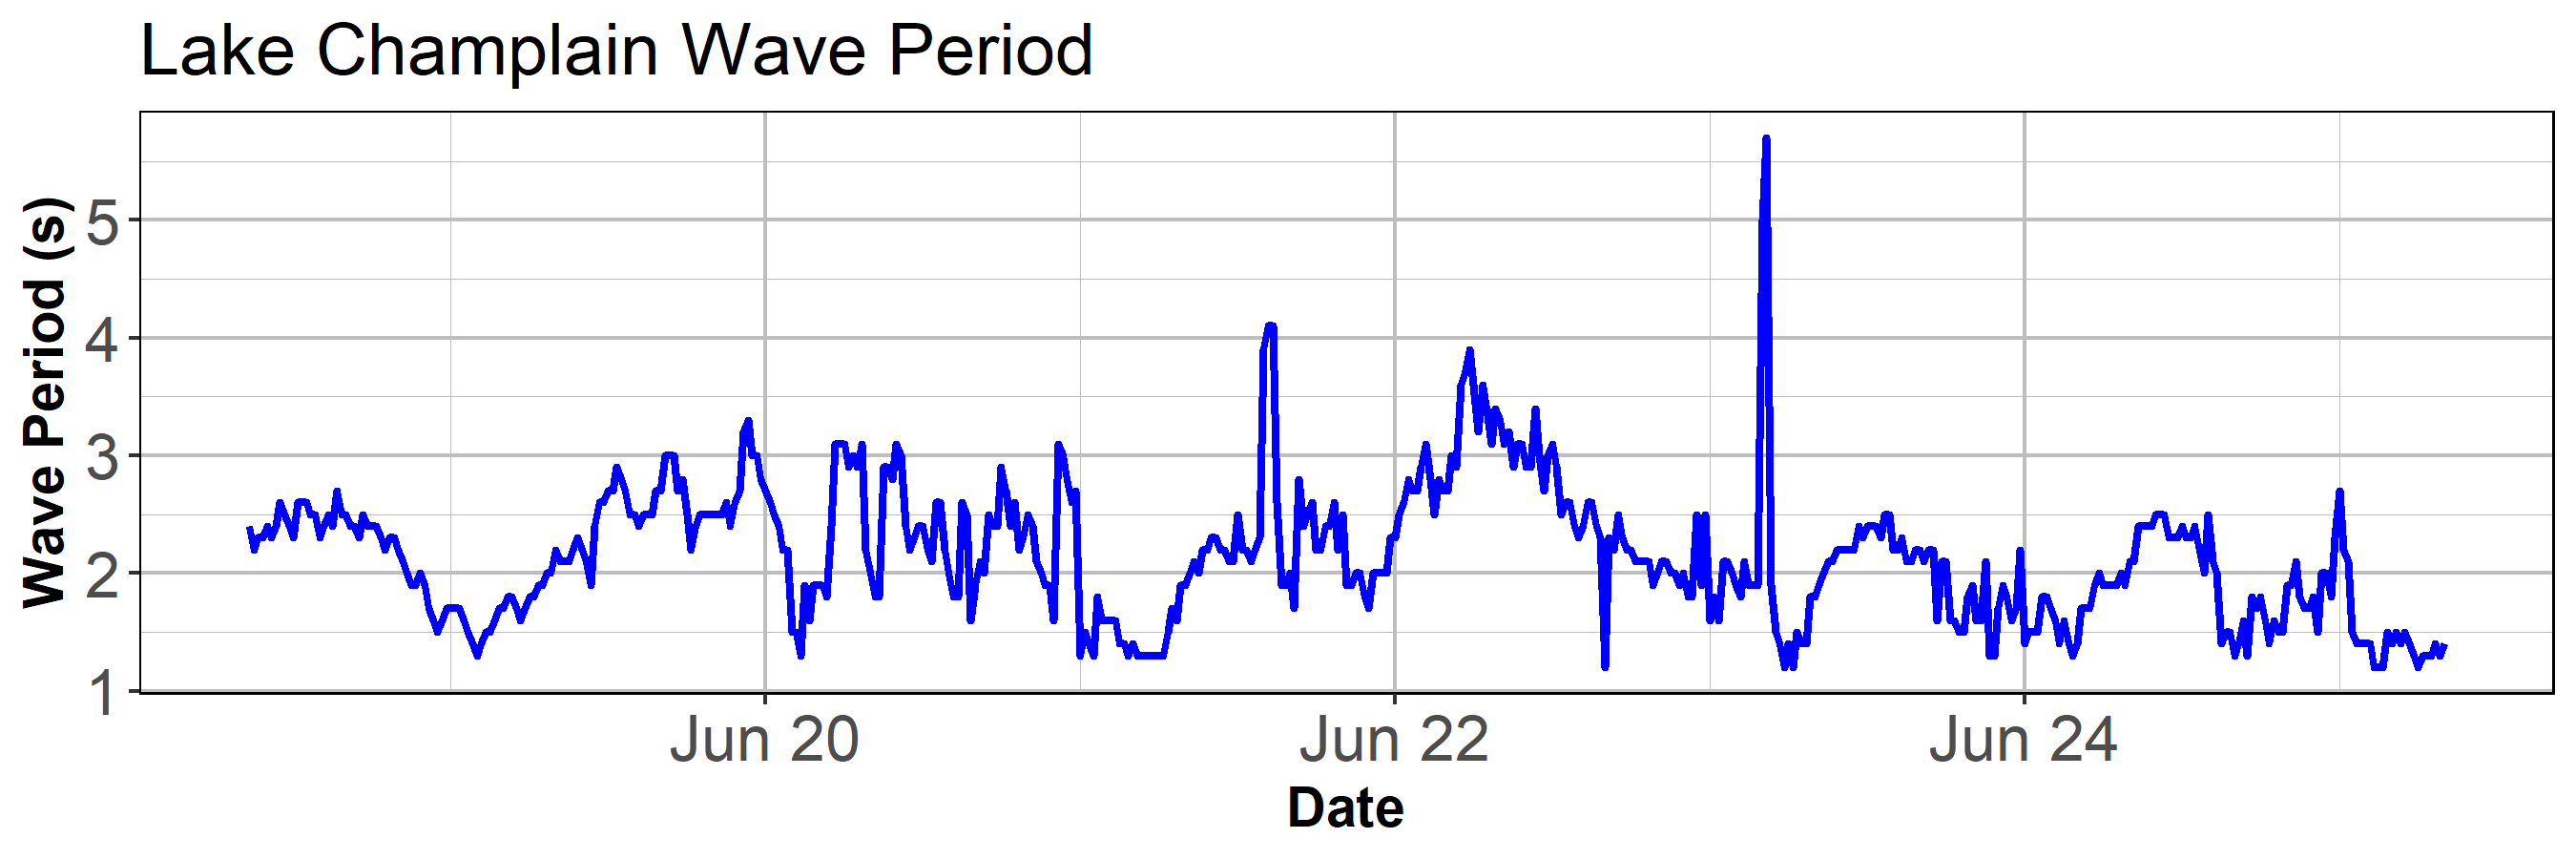 Lake Champlain Wave Period
Wave Period (s)
5
4
3
2
1
Jun 20
Jun 22
Jun 24
Date